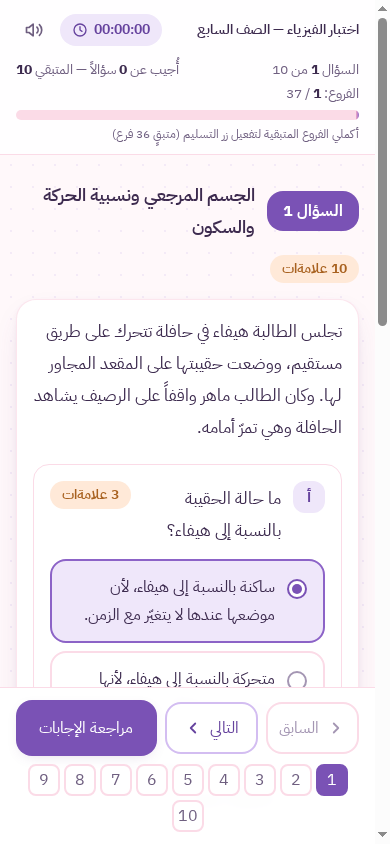 اختبار الفيزياء — الصف السابع
00:00:00
السؤال 1 من 10
أُجيب عن 0 سؤالاً — المتبقي 10
الفروع: 1 / 37
أكملي الفروع المتبقية لتفعيل زر التسليم (متبقٍ 36 فرع)
السؤال 1
الجسم المرجعي ونسبية الحركة
والسكون
10 علامةات
تجلس الطالبة هيفاء في حافلة تتحرك على طريق
مستقيم، ووضعت حقيبتها على المقعد المجاور
لها. وكان الطالب ماهر واقفاً على الرصيف يشاهد
الحافلة وهي تمرّ أمامه.
أ
ما حالة الحقيبة
بالنسبة إلى هيفاء؟
3 علامةات
ساكنة بالنسبة إلى هيفاء، لأن
موضعها عندها لا يتغيّر مع الزمن.
متحركة بالنسبة إلى هيفاء، لأنها
السابق
التالي
مراجعة الإجابات
1 2 3 4 5 6 7 8 9
10